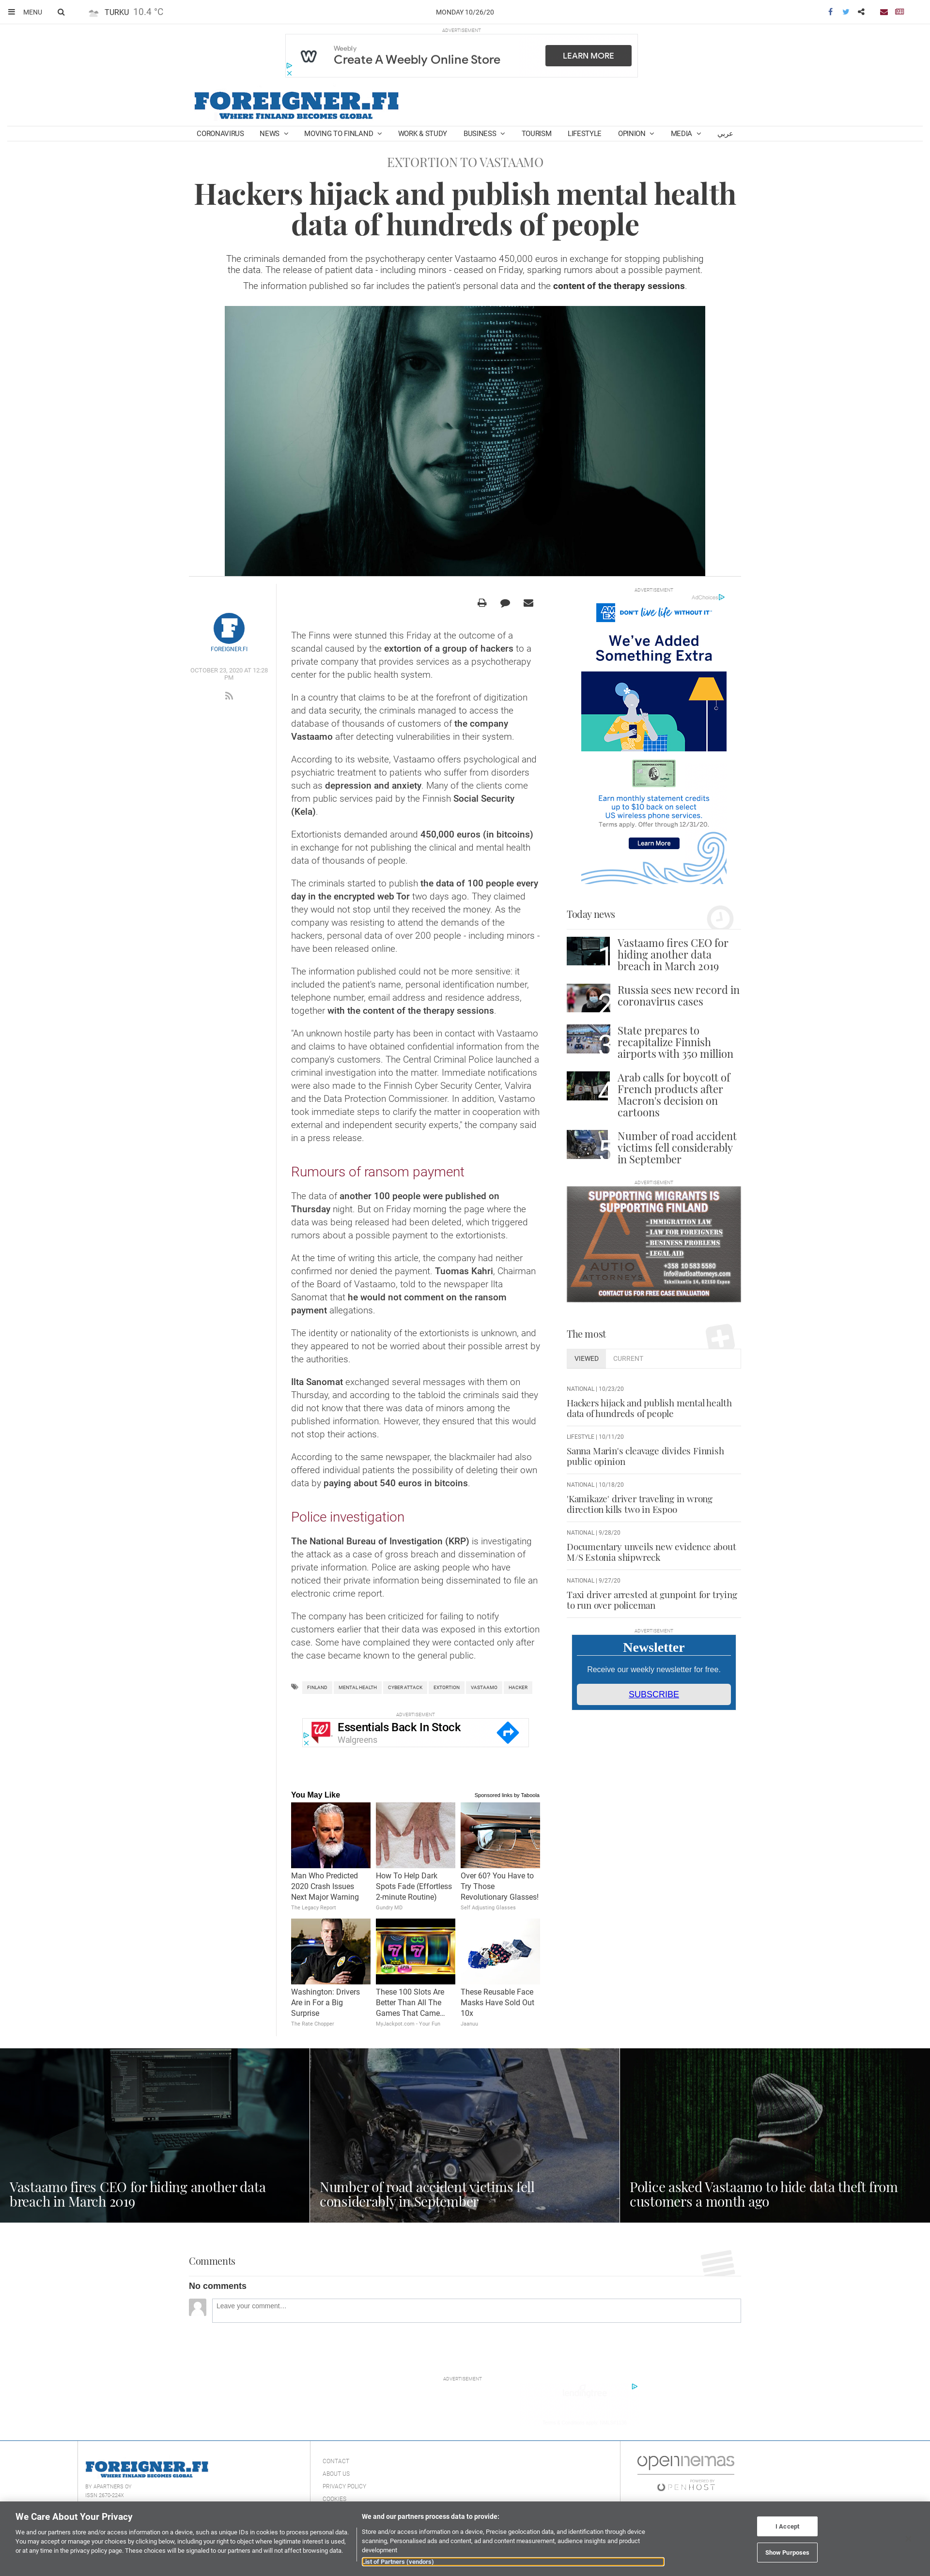 MENU
TURKU 10.4 °C
MONDAY 10/26/20
ADVERTISEMENT
Weebly
Create A Weebly Online Store
LEARN MORE
FOREIGNER.FI
WHERE FINLAND BECOMES GLOBAL
CORONAVIRUS NEWS MOVING TO FINLAND WORK & STUDY BUSINESS TOURISM LIFESTYLE OPINION MEDIA عربي
EXTORTION TO VASTAAMO
Hackers hijack and publish mental health
data of hundreds of people
The criminals demanded from the psychotherapy center Vastaamo 450,000 euros in exchange for stopping publishing
the data. The release of patient data - including minors - ceased on Friday, sparking rumors about a possible payment.
The information published so far includes the patient's personal data and the content of the therapy sessions.
FOREIGNER.FI
OCTOBER 23, 2020 AT 12:28
PM
The Finns were stunned this Friday at the outcome of a
scandal caused by the extortion of a group of hackers to a
private company that provides services as a psychotherapy
center for the public health system.
In a country that claims to be at the forefront of digitization
and data security, the criminals managed to access the
database of thousands of customers of the company
Vastaamo after detecting vulnerabilities in their system.
According to its website, Vastaamo offers psychological and
psychiatric treatment to patients who suffer from disorders
such as depression and anxiety. Many of the clients come
from public services paid by the Finnish Social Security
(Kela).
Extortionists demanded around 450,000 euros (in bitcoins)
in exchange for not publishing the clinical and mental health
data of thousands of people.
The criminals started to publish the data of 100 people every
day in the encrypted web Tor two days ago. They claimed
they would not stop until they received the money. As the
company was resisting to attend the demands of the
hackers, personal data of over 200 people - including minors -
have been released online.
The information published could not be more sensitive: it
included the patient's name, personal identification number,
telephone number, email address and residence address,
together with the content of the therapy sessions.
"An unknown hostile party has been in contact with Vastaamo
and claims to have obtained confidential information from the
company's customers. The Central Criminal Police launched a
criminal investigation into the matter. Immediate notifications
were also made to the Finnish Cyber Security Center, Valvira
and the Data Protection Commissioner. In addition, Vastamo
took immediate steps to clarify the matter in cooperation with
external and independent security experts," the company said
in a press release.
Rumours of ransom payment
The data of another 100 people were published on
Thursday night. But on Friday morning the page where the
data was being released had been deleted, which triggered
rumors about a possible payment to the extortionists.
At the time of writing this article, the company had neither
confirmed nor denied the payment. Tuomas Kahri, Chairman
of the Board of Vastaamo, told to the newspaper Ilta
Sanomat that he would not comment on the ransom
payment allegations.
The identity or nationality of the extortionists is unknown, and
they appeared to not be worried about their possible arrest by
the authorities.
Ilta Sanomat exchanged several messages with them on
Thursday, and according to the tabloid the criminals said they
did not know that there was data of minors among the
published information. However, they ensured that this would
not stop their actions.
According to the same newspaper, the blackmailer had also
offered individual patients the possibility of deleting their own
data by paying about 540 euros in bitcoins.
Police investigation
The National Bureau of Investigation (KRP) is investigating
the attack as a case of gross breach and dissemination of
private information. Police are asking people who have
noticed their private information being disseminated to file an
electronic crime report.
The company has been criticized for failing to notify
customers earlier that their data was exposed in this extortion
case. Some have complained they were contacted only after
the case became known to the general public.
FINLAND MENTAL HEALTH CYBER ATTACK EXTORTION VASTAAMO HACKER
ADVERTISEMENT
Essentials Back In Stock
Walgreens
You May Like
Sponsored links by Taboola
Man Who Predicted
2020 Crash Issues
Next Major Warning
The Legacy Report
How To Help Dark
Spots Fade (Effortless
2-minute Routine)
Gundry MD
Over 60? You Have to
Try Those
Revolutionary Glasses!
Self Adjusting Glasses
Washington: Drivers
Are in For a Big
Surprise
The Rate Chopper
These 100 Slots Are
Better Than All The
Games That Came...
MyJackpot.com - Your Fun
These Reusable Face
Masks Have Sold Out
10x
Jaanuu
ADVERTISEMENT
AdChoices
AMEX
DON'T live life WITHOUT IT
We've Added
Something Extra
Earn monthly statement credits
up to $10 back on select
US wireless phone services.
Terms apply. Offer through 12/31/20.
Learn More
Today news
1
Vastaamo fires CEO for
hiding another data
breach in March 2019
2
Russia sees new record in
coronavirus cases
3
State prepares to
recapitalize Finnish
airports with 350 million
4
Arab calls for boycott of
French products after
Macron's decision on
cartoons
5
Number of road accident
victims fell considerably
in September
ADVERTISEMENT
SUPPORTING MIGRANTS IS
SUPPORTING FINLAND
- IMMIGRATION LAW
- LAW FOR FOREIGNERS
- BUSINESS PROBLEMS
- LEGAL AID
AUTIO
ATTORNEYS
+358 10 583 5580
info@autioattorneys.com
Tekniikantie 14, 02150 Espoo
CONTACT US FOR FREE CASE EVALUATION
The most
VIEWED CURRENT
NATIONAL | 10/23/20
Hackers hijack and publish mental health
data of hundreds of people
LIFESTYLE | 10/11/20
Sanna Marin's cleavage divides Finnish
public opinion
NATIONAL | 10/18/20
'Kamikaze' driver traveling in wrong
direction kills two in Espoo
NATIONAL | 9/28/20
Documentary unveils new evidence about
M/S Estonia shipwreck
NATIONAL | 9/27/20
Taxi driver arrested at gunpoint for trying
to run over policeman
ADVERTISEMENT
Newsletter
Receive our weekly newsletter for free.
SUBSCRIBE
Vastaamo fires CEO for hiding another data
breach in March 2019
Number of road accident victims fell
considerably in September
Police asked Vastaamo to hide data theft from
customers a month ago
Comments
No comments
Leave your comment...
ADVERTISEMENT
FOREIGNER.FI
WHERE FINLAND BECOMES GLOBAL
BY APARTNERS OY
ISSN 2670-224X
CONTACT
ABOUT US
PRIVACY POLICY
COOKIES
opennemas
OPENHOST
We Care About Your Privacy
We and our partners store and/or access information on a device, such as unique IDs in cookies to process personal data.
You may accept or manage your choices by clicking below, including your right to object where legitimate interest is used,
or at any time in the privacy policy page. These choices will be signaled to our partners and will not affect browsing data.
We and our partners process data to provide:
Store and/or access information on a device, Precise geolocation data, and identification through device
scanning, Personalised ads and content, ad and content measurement, audience insights and product
development
List of Partners (vendors)
I Accept
Show Purposes